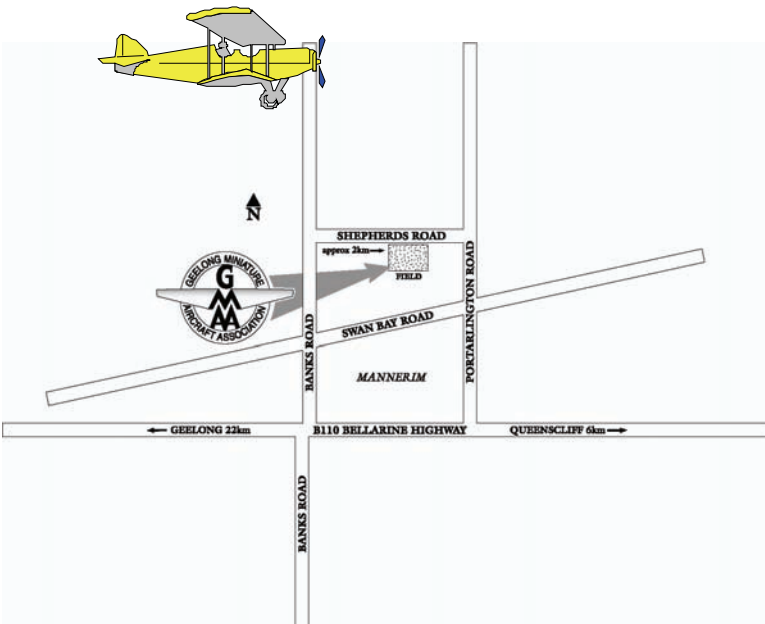 N
SHEPHERDS ROAD
approx 2km
FIELD
GEELONG MINIATURE
G
M
AA
AIRCRAFT ASSOCIATION
PORTARLINGTON ROAD
SWAN BAY ROAD
BANKS ROAD
MANNERIM
GEELONG 22km
B110 BELLARINE HIGHWAY
QUEENSCLIFF 6km
BANKS ROAD